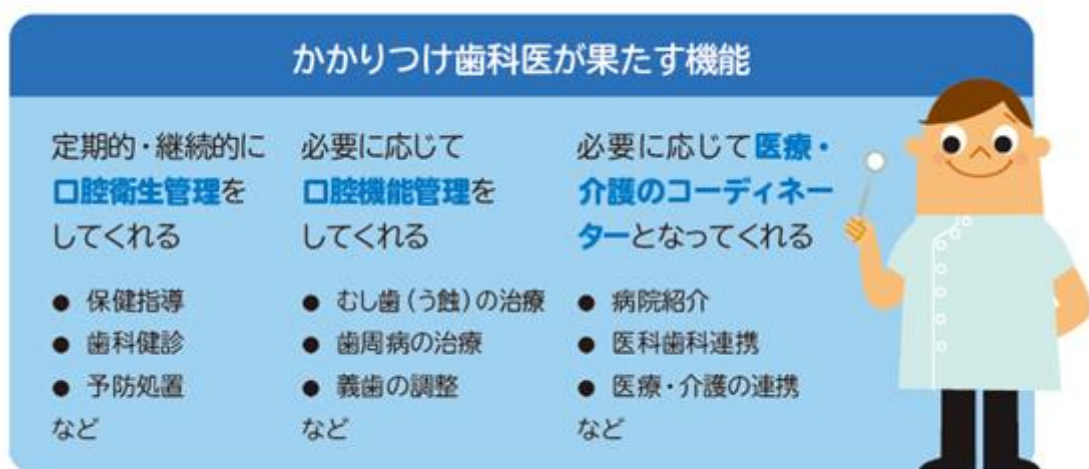 かかりつけ歯科医が果たす機能
定期的・継続的に
口腔衛生管理を
してくれる
● 保健指導
● 歯科健診
● 予防処置
など
必要に応じて
口腔機能管理を
してくれる
● むし歯(う蝕)の治療
● 歯周病の治療
● 義歯の調整
など
必要に応じて医療・
介護のコーディネー
ターとなってくれる
● 病院紹介
● 医科歯科連携
● 医療・介護の連携
など